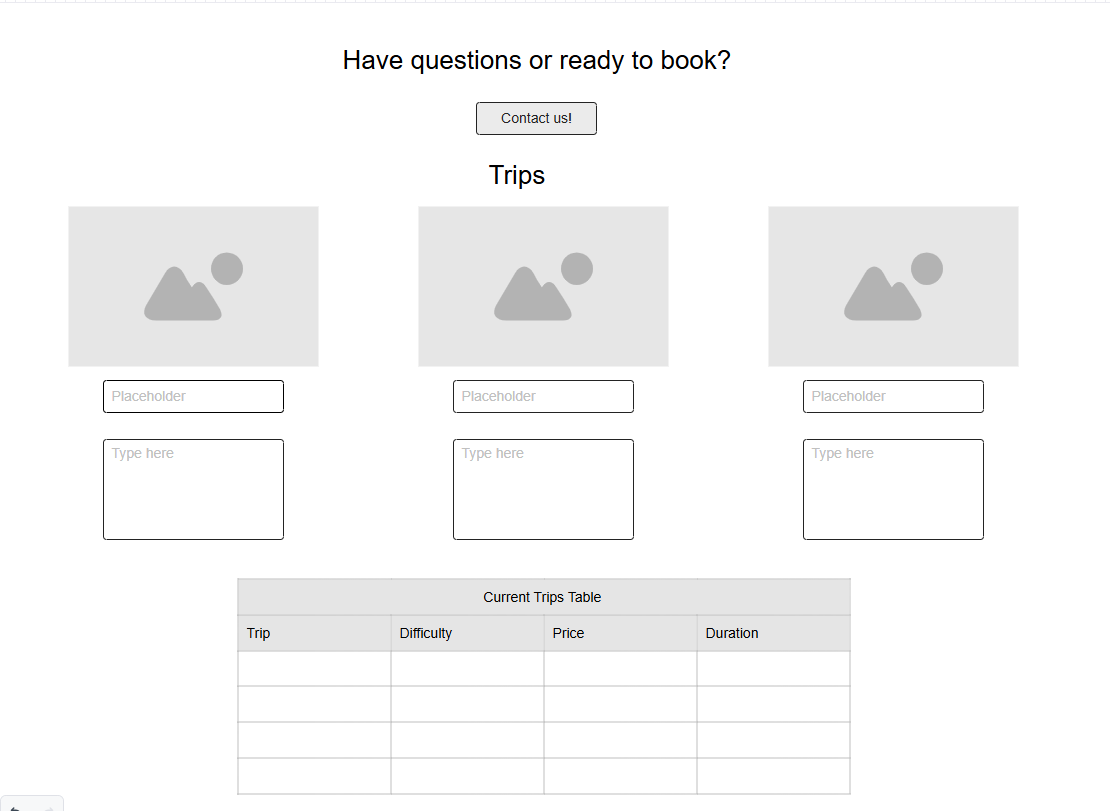 Have questions or ready to book?
Contact us!
Trips
Placeholder
Placeholder
Placeholder
Type here
Type here
Type here
Current Trips Table
Trip Difficulty Price Duration